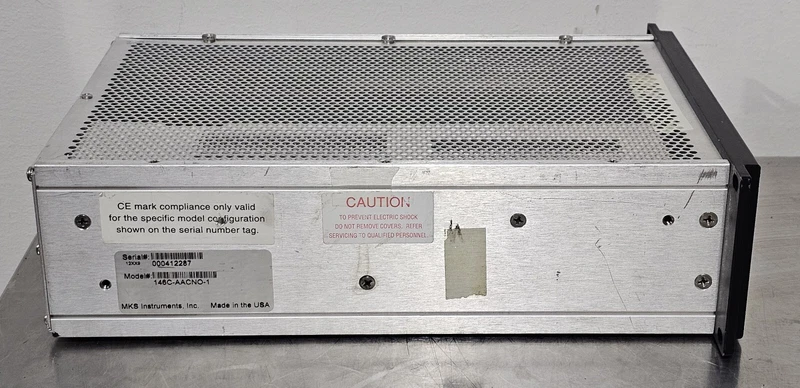 CE mark compliance only valid
for the specific model configuration
shown on the serial number tag.
CAUTION
TO PREVENT ELECTRIC SHOCK
DO NOT REMOVE COVERS. REFER
SERVICING TO QUALIFIED PERSONNEL.
Serial#:
000412287
Model#:
146C-AACNO-1
MKS Instruments, Inc. Made in the USA